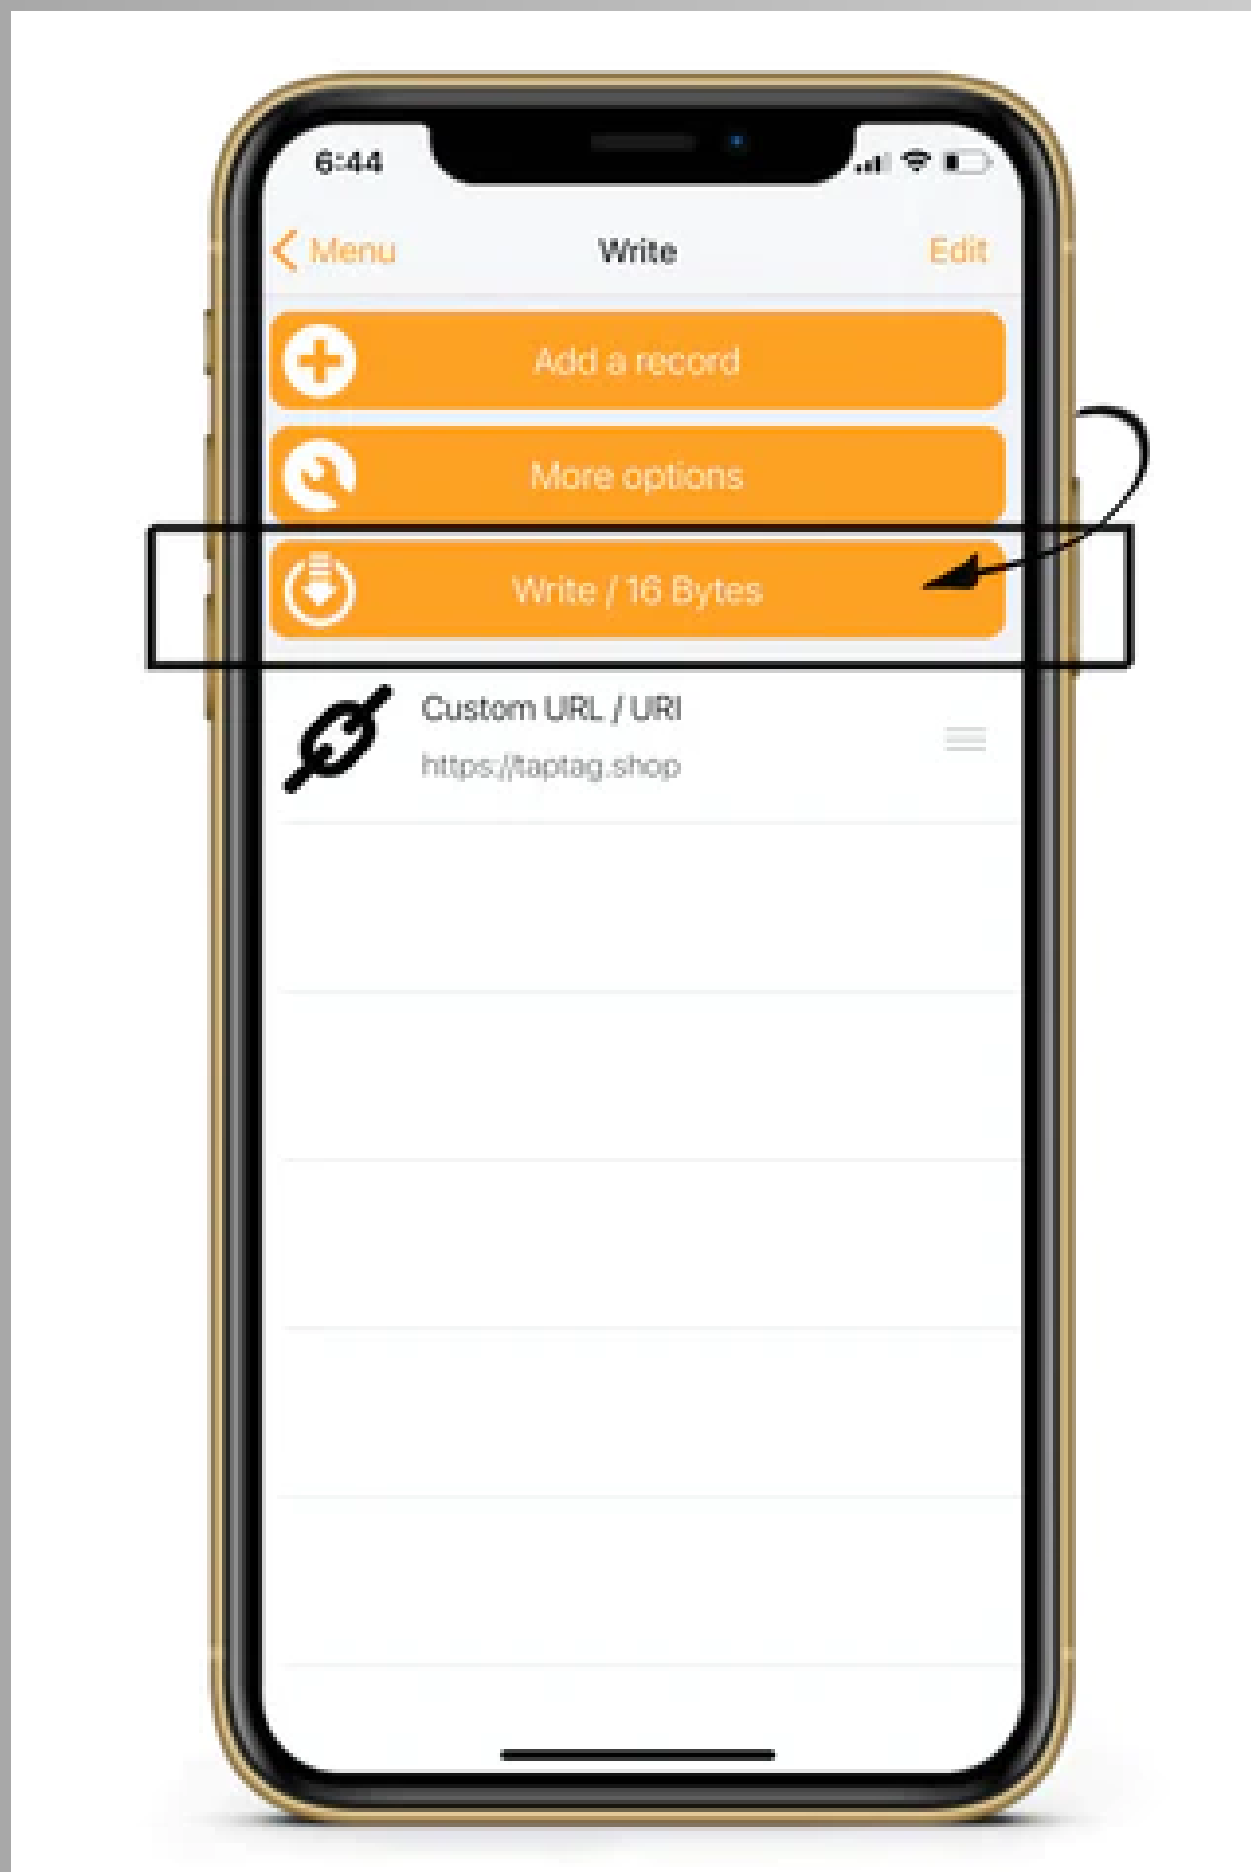 6:44
Menu
Write
Edit
Add a record
More options
Write / 16 Bytes
Custom URL / URI
https://taptag.shop